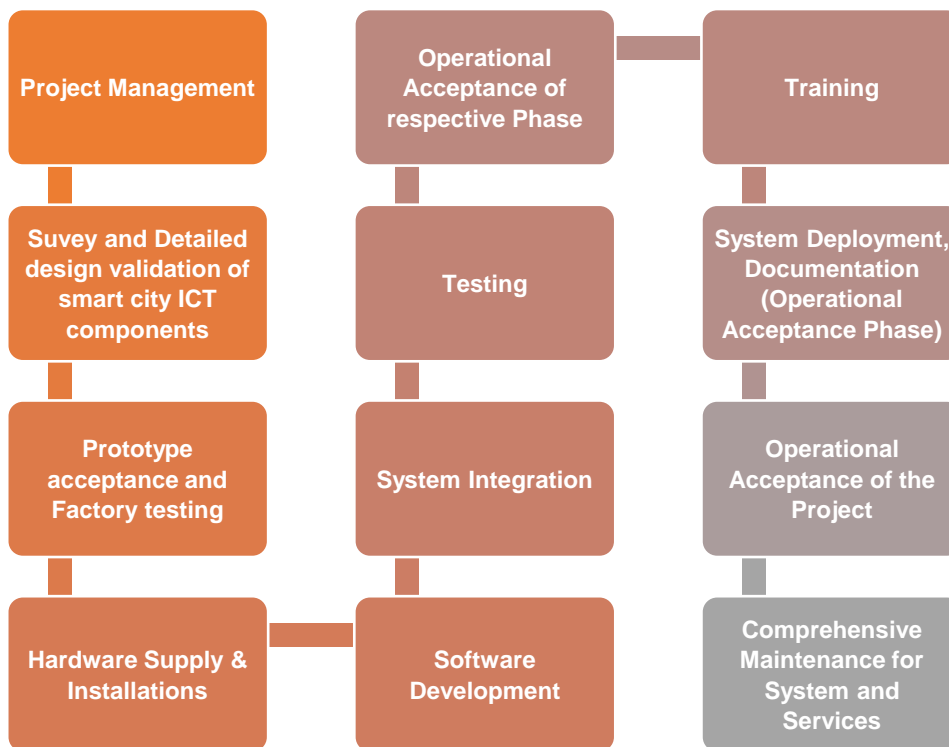 Project Management
Suvey and Detailed
design validation of
smart city ICT
components
Prototype
acceptance and
Factory testing
Hardware Supply &
Installations
Software
Development
System Integration
Testing
Operational
Acceptance of
respective Phase
Training
System Deployment,
Documentation
(Operational
Acceptance Phase)
Operational
Acceptance of the
Project
Comprehensive
Maintenance for
System and
Services